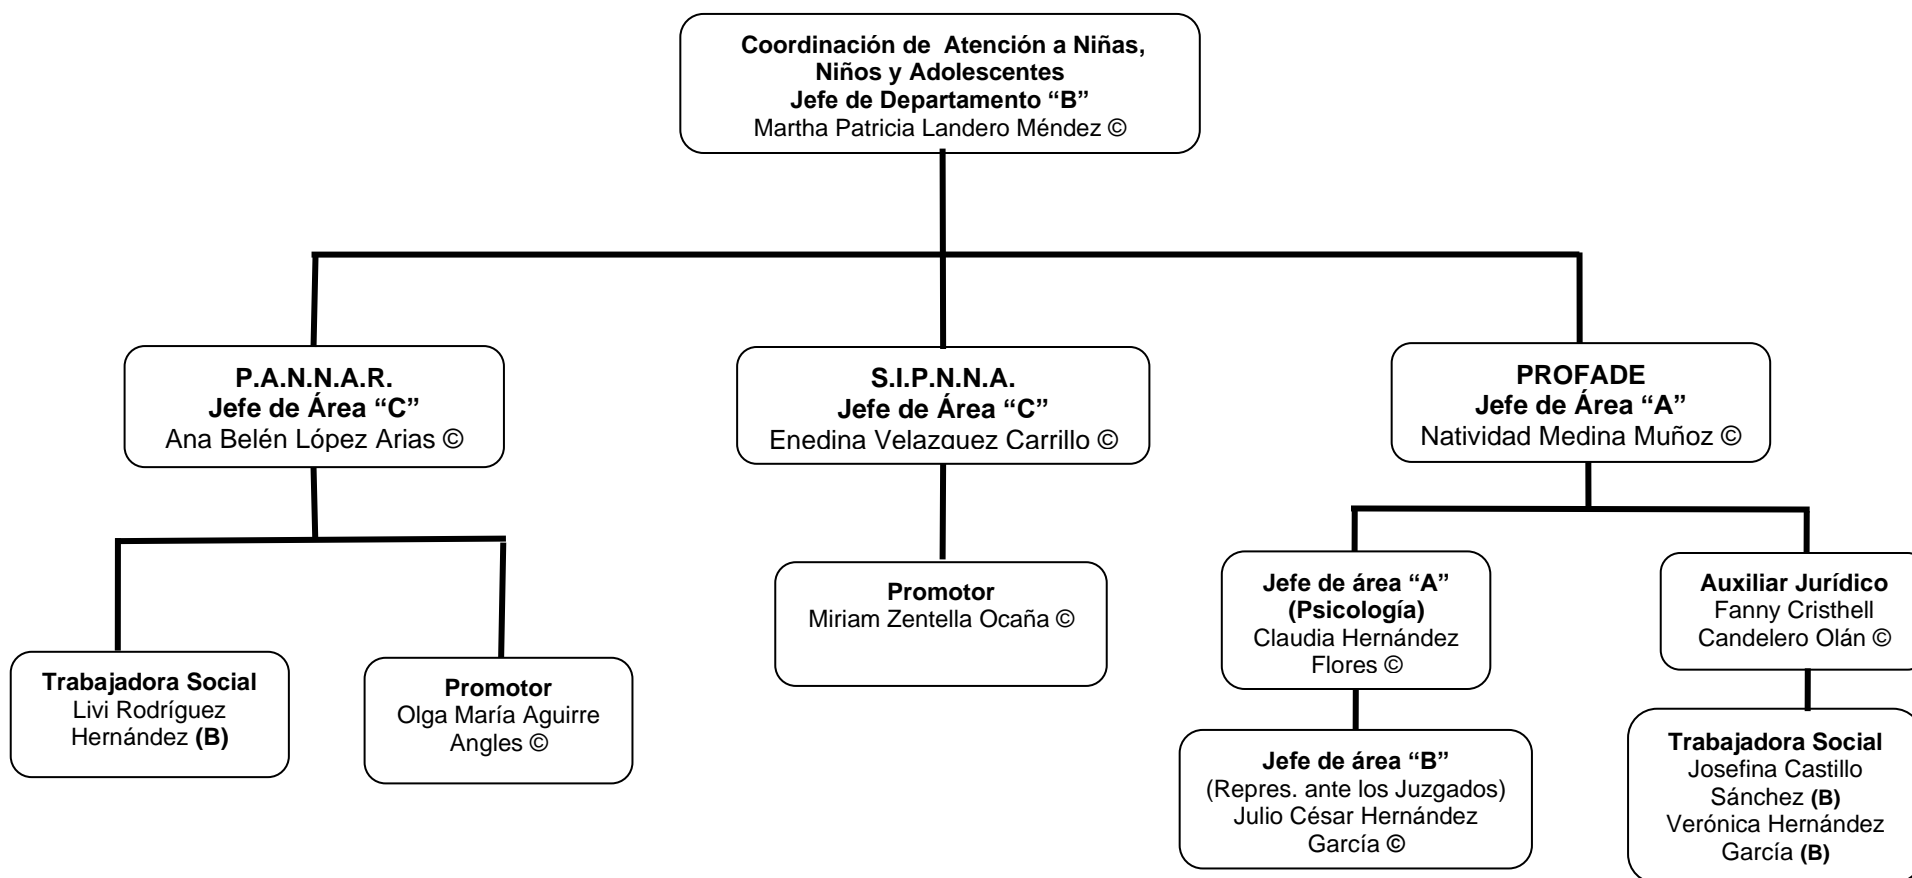 Coordinación de Atención a Niñas,
Niños y Adolescentes
Jefe de Departamento “B”
Martha Patricia Landero Méndez ©
P.A.N.N.A.R.
Jefe de Área “C”
Ana Belén López Arias ©
S.I.P.N.N.A.
Jefe de Área “C”
Enedina Velazquez Carrillo ©
PROFADE
Jefe de Área “A”
Natividad Medina Muñoz ©
Trabajadora Social
Livi Rodríguez
Hernández (B)
Promotor
Olga María Aguirre
Angles ©
Promotor
Miriam Zentella Ocaña ©
Jefe de área “A”
(Psicología)
Claudia Hernández
Flores ©
Jefe de área “B”
(Repres. ante los Juzgados)
Julio César Hernández
García ©
Auxiliar Jurídico
Fanny Cristhell
Candelero Olán ©
Trabajadora Social
Josefina Castillo
Sánchez (B)
Verónica Hernández
García (B)